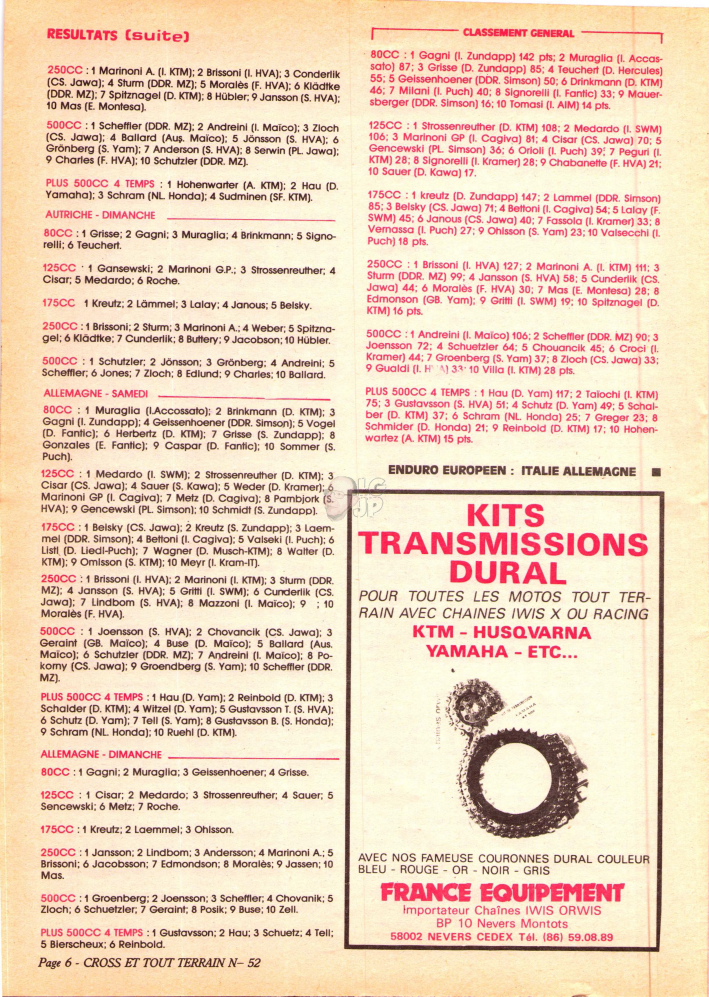 RESULTATS (suite)
250CC : 1 Marinoni A. (I. KTM); 2 Brissoni (I. HVA); 3 Conderlik
(CS. Jawa); 4 Sturm (DDR. MZ); 5 Moralès (F. HVA); 6 Klädtke
(DDR. MZ); 7 Spitznagel (D. KTM); 8 Hübler; 9 Jansson (S. HVA);
10 Mas (E. Montesa).
500CC : 1 Scheffler (DDR. MZ); 2 Andreini (I. Maïco); 3 Zloch
(CS. Jawa); 4 Ballard (Aus. Maïco); 5 Jönsson (S. HVA); 6
Grönberg (S. Yam); 7 Anderson (S. HVA); 8 Serwin (PL. Jawa);
9 Charles (F. HVA); 10 Schutzler (DDR. MZ).
PLUS 500CC 4 TEMPS : 1 Hohenwarter (A. KTM); 2 Hau (D.
Yamaha); 3 Schram (NL. Honda); 4 Sudminen (SF. KTM).
AUTRICHE - DIMANCHE
80CC : 1 Grisse; 2 Gagni; 3 Muraglia; 4 Brinkmann; 5 Signo-
relli; 6 Teuchert.
125CC : 1 Gansewski; 2 Marinoni G.P.; 3 Strossenreuther; 4
Cisar; 5 Medardo; 6 Roche.
175CC 1 Kreutz; 2 Lämmel; 3 Lalay; 4 Janous; 5 Belsky.
250CC : 1 Brissoni; 2 Sturm; 3 Marinoni A.; 4 Weber; 5 Spitzna-
gel; 6 Klädtke; 7 Cunderlik; 8 Buttery; 9 Jacobson; 10 Hübler.
500CC : 1 Schutzler; 2 Jönsson; 3 Grönberg; 4 Andreini; 5
Scheffler; 6 Jones; 7 Zloch; 8 Edlund; 9 Charles; 10 Ballard.
ALLEMAGNE - SAMEDI
80CC : 1 Muraglia (I.Accossato); 2 Brinkmann (D. KTM); 3
Gagni (I. Zundapp); 4 Geissenhoener (DDR. Simson); 5 Vogel
(D. Fantic); 6 Herbertz (D. KTM); 7 Grisse (S. Zundapp); 8
Gonzales (E. Fantic); 9 Caspar (D. Fantic); 10 Sommer (S.
Puch).
125CC : 1 Medardo (I. SWM); 2 Strossenreuther (D. KTM); 3
Cisar (CS. Jawa); 4 Sauer (S. Kawa); 5 Weder (D. Kramer); 6
Marinoni GP (I. Cagiva); 7 Metz (D. Cagiva); 8 Pambjork (S.
HVA); 9 Gencewski (PL. Simson); 10 Schmidt (S. Zundapp).
175CC : 1 Belsky (CS. Jawa); 2 Kreutz (S. Zundapp); 3 Laem-
mel (DDR. Simson); 4 Bettoni (I. Cagiva); 5 Valseki (I. Puch); 6
Listl (D. Liedl-Puch); 7 Wagner (D. Musch-KTM); 8 Walter (D.
KTM); 9 Omlsson (S. KTM); 10 Meyr (I. Kram-IT).
250CC : 1 Brissoni (I. HVA); 2 Marinoni (I. KTM); 3 Sturm (DDR.
MZ); 4 Jansson (S. HVA); 5 Gritti (I. SWM); 6 Cunderlik (CS.
Jawa); 7 Lindbom (S. HVA); 8 Mazzoni (I. Maïco); 9 ; 10
Moralès (F. HVA).
500CC : 1 Joensson (S. HVA); 2 Chovancik (CS. Jawa); 3
Geraint (GB. Maïco); 4 Buse (D. Maïco); 5 Ballard (Aus.
Maïco); 6 Schutzler (DDR. MZ); 7 Andreini (I. Maïco); 8 Po-
korny (CS. Jawa); 9 Groendberg (S. Yam); 10 Scheffler (DDR.
MZ).
PLUS 500CC 4 TEMPS : 1 Hau (D. Yam); 2 Reinbold (D. KTM); 3
Schalder (D. KTM); 4 Witzel (D. Yam); 5 Gustavsson T. (S. HVA);
6 Schutz (D. Yam); 7 Tell (S. Yam); 8 Gustavsson B. (S. Honda);
9 Schram (NL. Honda); 10 Ruehl (D. KTM).
ALLEMAGNE - DIMANCHE
80CC : 1 Gagni; 2 Muraglia; 3 Geissenhoener; 4 Grisse.
125CC : 1 Cisar; 2 Medardo; 3 Strossenreuther; 4 Sauer; 5
Sencewski; 6 Metz; 7 Roche.
175CC : 1 Kreutz; 2 Laemmel; 3 Ohlsson.
250CC : 1 Jansson; 2 Lindbom; 3 Andersson; 4 Marinoni A.; 5
Brissoni; 6 Jacobsson; 7 Edmondson; 8 Moralès; 9 Jassen; 10
Mas.
500CC : 1 Groenberg; 2 Joensson; 3 Scheffler; 4 Chovanik; 5
Zloch; 6 Schuetzler; 7 Geraint; 8 Posik; 9 Buse; 10 Zell.
PLUS 500CC 4 TEMPS : 1 Gustavsson; 2 Hau; 3 Schuetz; 4 Tell;
5 Bierscheux; 6 Reinbold.
Page 6 - CROSS ET TOUT TERRAIN N– 52
CLASSEMENT GENERAL
80CC : 1 Gagni (I. Zundapp) 142 pts; 2 Muraglia (I. Accas-
sato) 87; 3 Grisse (D. Zundapp) 85; 4 Teuchert (D. Hercules)
55; 5 Geissenhoener (DDR. Simson) 50; 6 Drinkmann (D. KTM)
46; 7 Milani (I. Puch) 40; 8 Signorelli (I. Fantic) 33; 9 Mauer-
sberger (DDR. Simson) 16; 10 Tomasi (I. AIM) 14 pts.
125CC : 1 Strossenreuther (D. KTM) 108; 2 Medardo (I. SWM)
106; 3 Marinoni GP (I. Cagiva) 81; 4 Cisar (CS. Jawa) 70; 5
Gencewski (PL. Simson) 36; 6 Orioli (I. Puch) 39; 7 Peguri (I.
KTM) 28; 8 Signorelli (I. Kramer) 28; 9 Chabanette (F. HVA) 21;
10 Sauer (D. Kawa) 17.
175CC : 1 kreutz (D. Zundapp) 147; 2 Lammel (DDR. Simson)
85; 3 Belsky (CS. Jawa) 71; 4 Bettoni (I. Cagiva) 54; 5 Lalay (F.
SWM) 45; 6 Janous (CS. Jawa) 40; 7 Fassola (I. Kramer) 33; 8
Vernassa (I. Puch) 27; 9 Ohlsson (S. Yam) 23; 10 Valsecchi (I.
Puch) 18 pts.
250CC : 1 Brissoni (I. HVA) 127; 2 Marinoni A. (I. KTM) 111; 3
Sturm (DDR. MZ) 99; 4 Jansson (S. HVA) 58; 5 Cunderlik (CS.
Jawa) 44; 6 Moralès (F. HVA) 30; 7 Mas (E. Montesa) 28; 8
Edmonson (GB. Yam); 9 Gritti (I. SWM) 19; 10 Spitznagel (D.
KTM) 16 pts.
500CC : 1 Andreini (I. Maïco) 106; 2 Scheffler (DDR. MZ) 90; 3
Joensson 72; 4 Schuetzler 64; 5 Chouancik 45; 6 Croci (I.
Kramer) 44; 7 Groenberg (S. Yam) 37; 8 Zloch (CS. Jawa) 33;
9 Gualdi (I. 33; 10 Villa (I. KTM) 28 pts.
PLUS 500CC 4 TEMPS : 1 Hau (D. Yam) 117; 2 Taïochi (I. KTM)
75; 3 Gustavsson (S. HVA) 51; 4 Schutz (D. Yam) 49; 5 Schal-
ber (D. KTM) 37; 6 Schram (NL. Honda) 25; 7 Greger 23; 8
Schmider (D. Honda) 21; 9 Reinbold (D. KTM) 17; 10 Hohen-
wartez (A. KTM) 15 pts.
ENDURO EUROPEEN : ITALIE ALLEMAGNE
KITS
TRANSMISSIONS
DURAL
POUR TOUTES LES MOTOS TOUT TER-
RAIN AVEC CHAINES IWIS X OU RACING
KTM - HUSQVARNA
YAMAHA - ETC...
AVEC NOS FAMEUSE COURONNES DURAL COULEUR
BLEU - ROUGE - OR - NOIR - GRIS
FRANCE EQUIPEMENT
Importateur Chaînes IWIS ORWIS
BP 10 Nevers Montots
58002 NEVERS CEDEX Tél. (86) 59.08.89